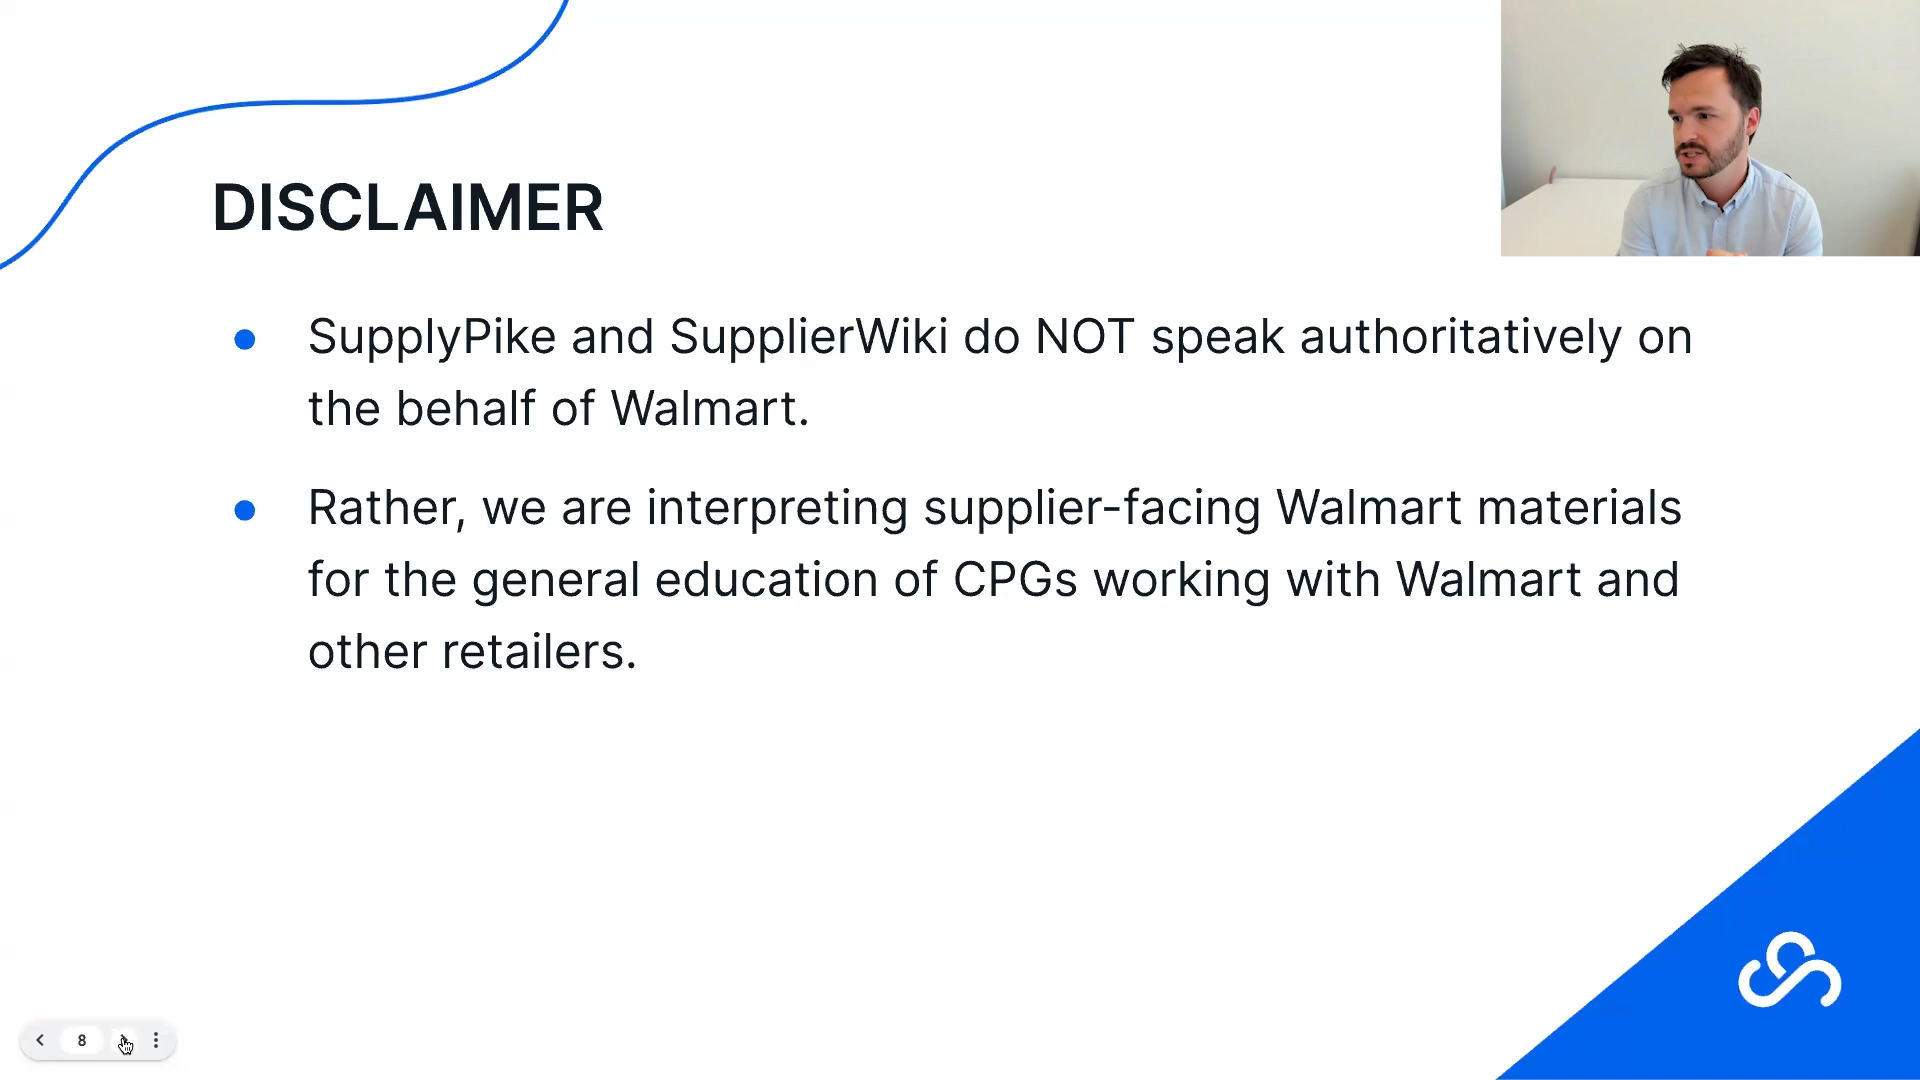 DISCLAIMER
SupplyPike and SupplierWiki do NOT speak authoritatively on
the behalf of Walmart.
Rather, we are interpreting supplier-facing Walmart materials
for the general education of CPGs working with Walmart and
other retailers.
8